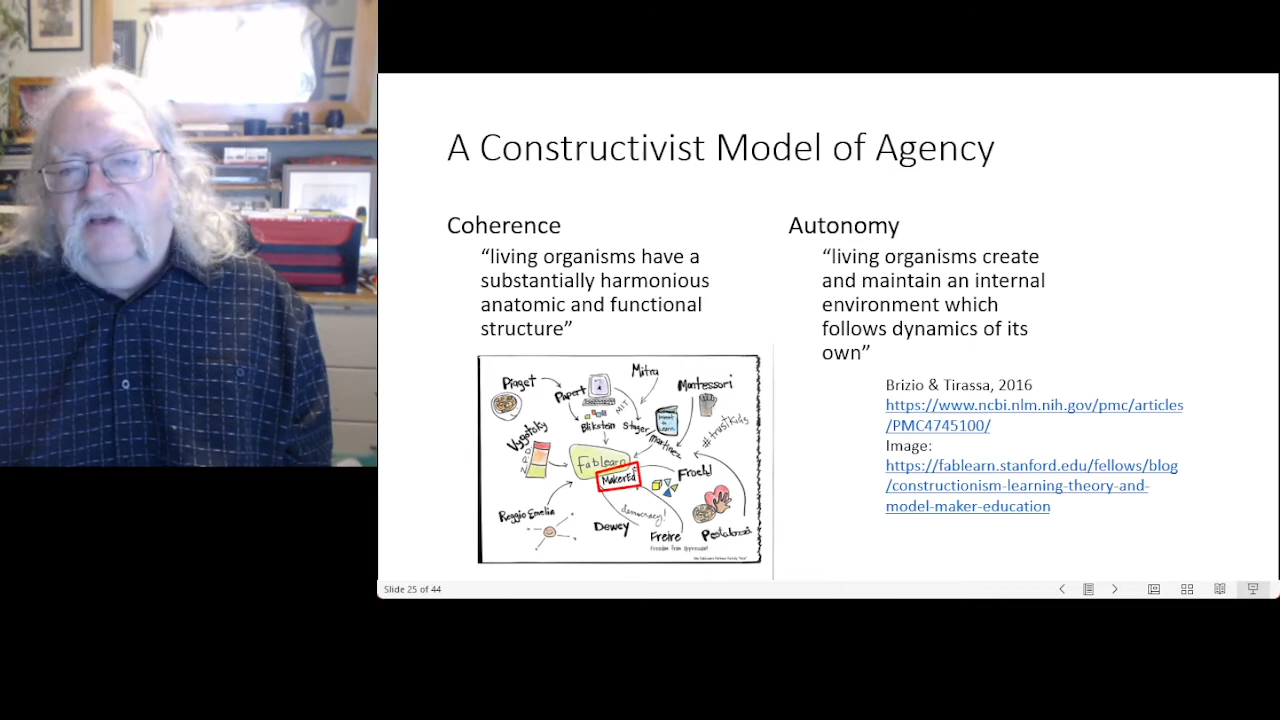 A Constructivist Model of Agency
Coherence
“living organisms have a
substantially harmonious
anatomic and functional
structure”
Autonomy
“living organisms create
and maintain an internal
environment which
follows dynamics of its
own”
Brizio & Tirassa, 2016
https://www.ncbi.nlm.nih.gov/pmc/articles
/PMC4745100/
Image:
https://fablearn.stanford.edu/fellows/blog
/constructionism-learning-theory-and-
model-maker-education
Piaget
Papert
MIT
Mitra
Montessori
Blikstein
Stager/
Martinez
#trustkids
Vygotsky
Fablearn
MakerEd
Froebel
Reggio Emelia
Dewey
democracy!
Freire
Pestalozzi
Slide 25 of 44